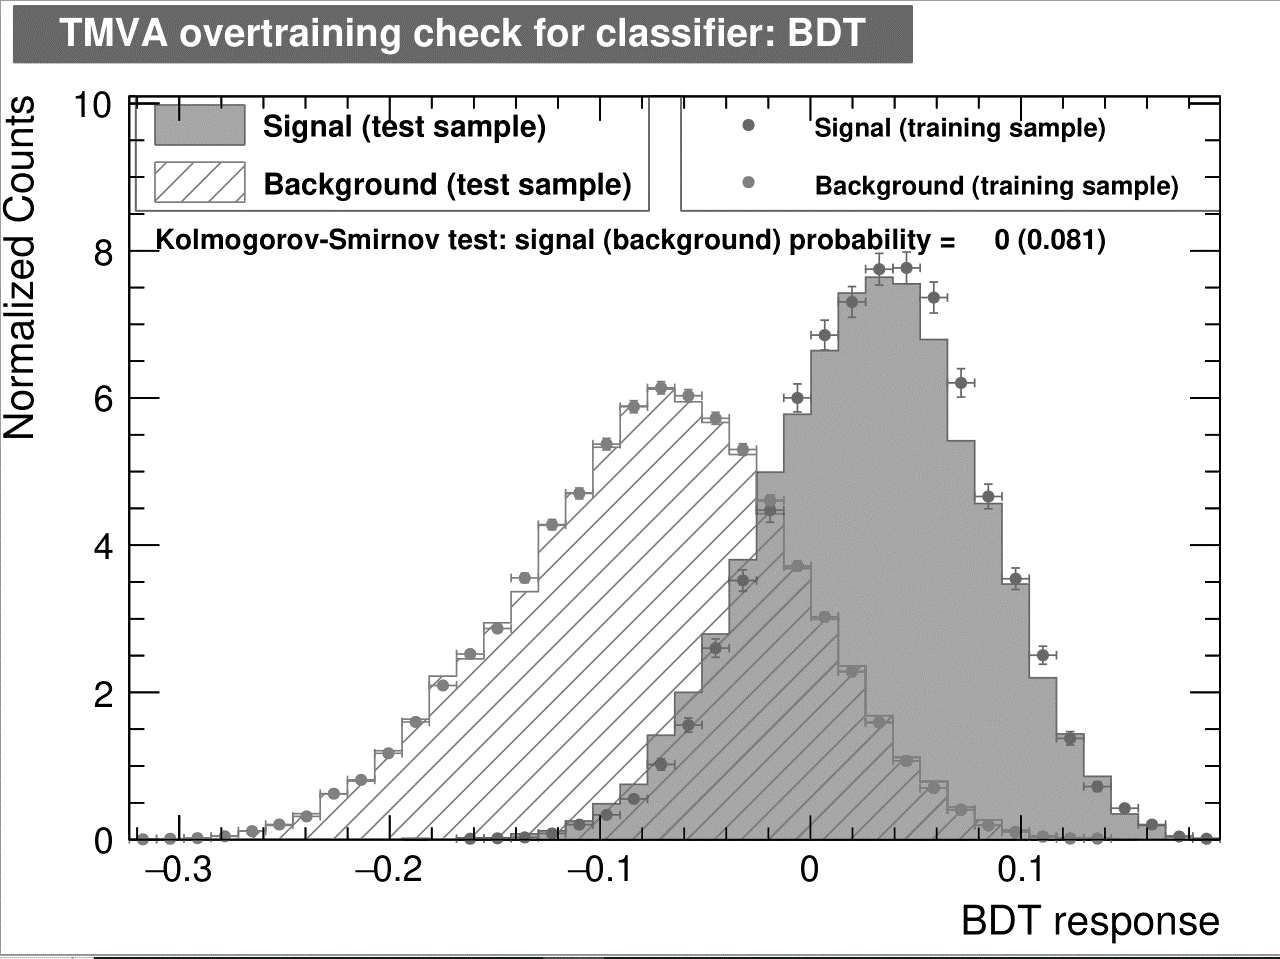 TMVA overtraining check for classifier: BDT
Normalized Counts
10
8
6
4
2
0
Signal (test sample)
Background (test sample)
Signal (training sample)
Background (training sample)
Kolmogorov-Smirnov test: signal (background) probability = 0 (0.081)
−0.3 −0.2 −0.1 0 0.1
BDT response